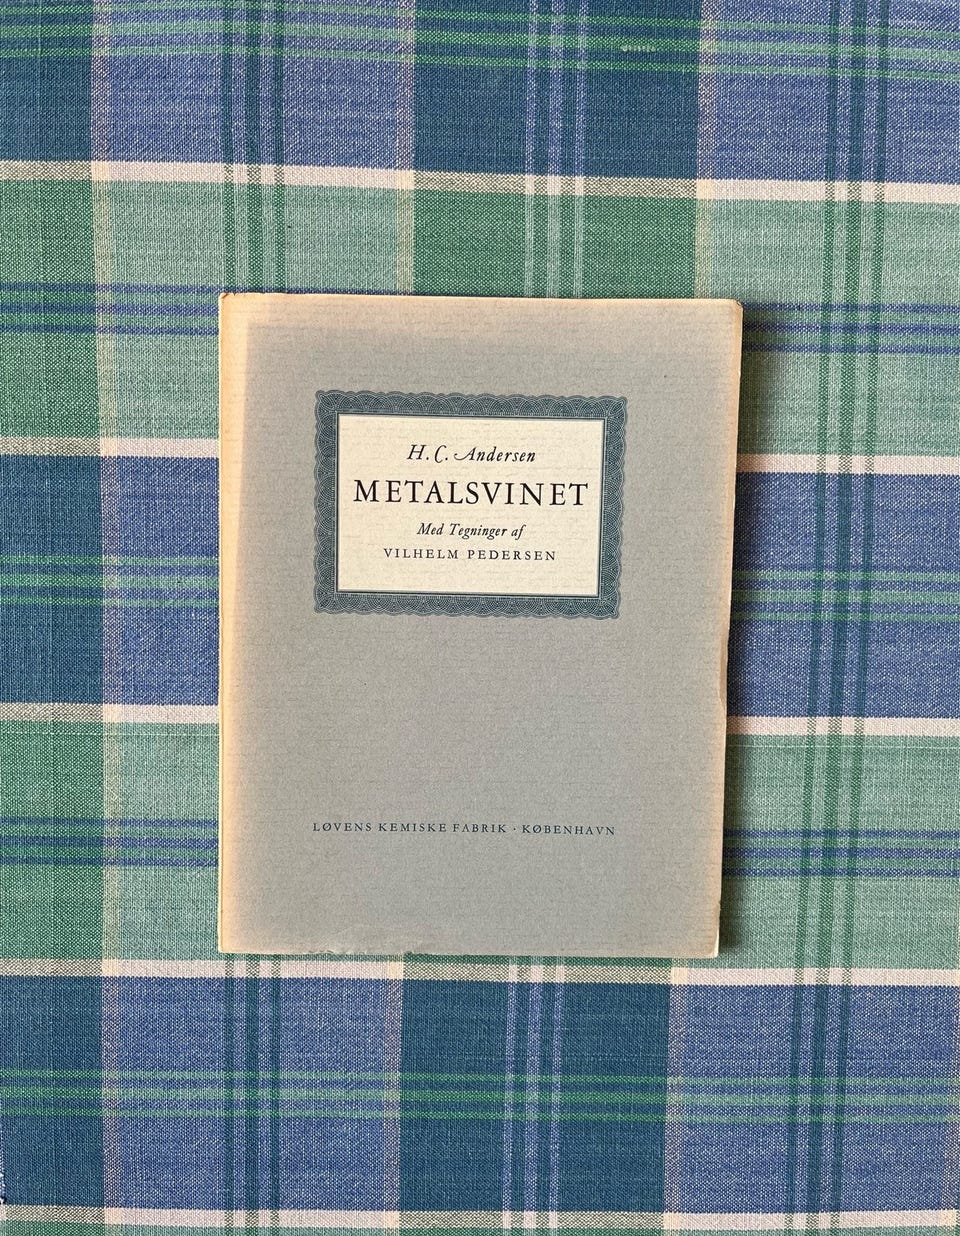 H. C. Andersen
METALSVINET
Med Tegninger af
VILHELM PEDERSEN
LØVENS KEMISKE FABRIK · KØBENHAVN